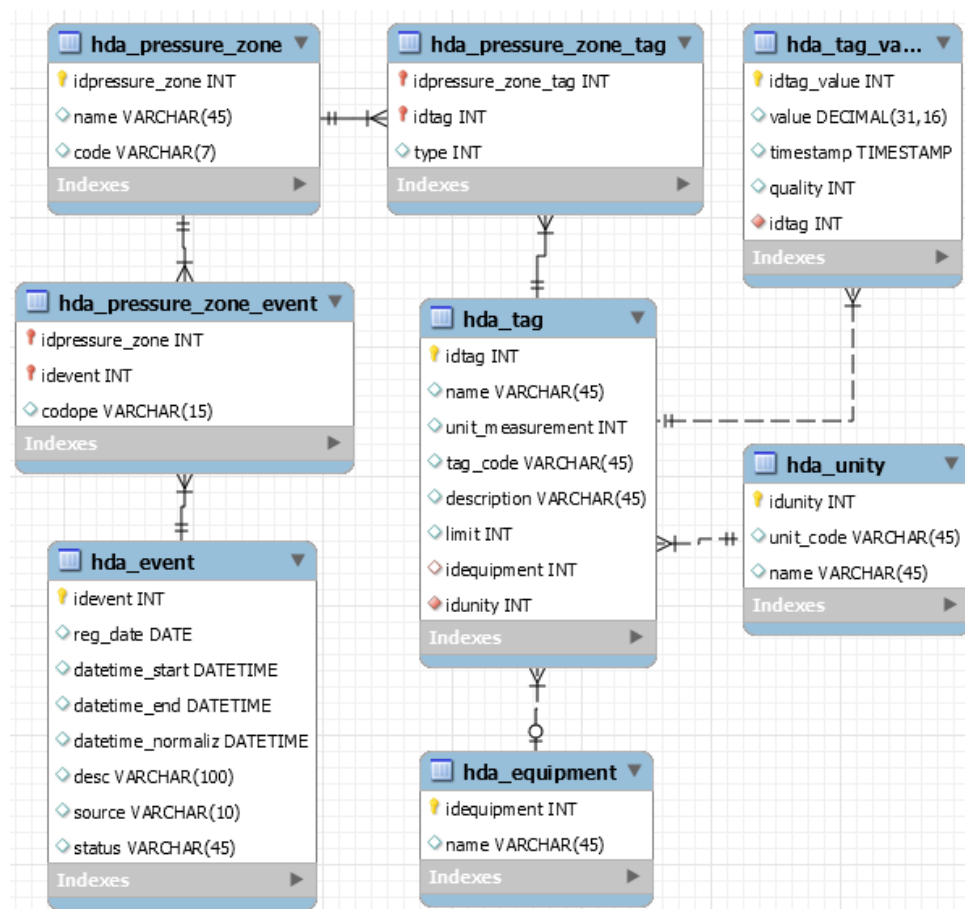 hda_pressure_zone
idpressure_zone INT
name VARCHAR(45)
code VARCHAR(7)
Indexes
hda_pressure_zone_tag
idpressure_zone_tag INT
idtag INT
type INT
Indexes
hda_tag_va...
idtag_value INT
value DECIMAL(31,16)
timestamp TIMESTAMP
quality INT
idtag INT
Indexes
hda_pressure_zone_event
idpressure_zone INT
idevent INT
codope VARCHAR(15)
Indexes
hda_tag
idtag INT
name VARCHAR(45)
unit_measurement INT
tag_code VARCHAR(45)
description VARCHAR(45)
limit INT
idequipment INT
idunity INT
Indexes
hda_unity
idunity INT
unit_code VARCHAR(45)
name VARCHAR(45)
Indexes
hda_event
idevent INT
reg_date DATE
datetime_start DATETIME
datetime_end DATETIME
datetime_normaliz DATETIME
desc VARCHAR(100)
source VARCHAR(10)
status VARCHAR(45)
Indexes
hda_equipment
idequipment INT
name VARCHAR(45)
Indexes